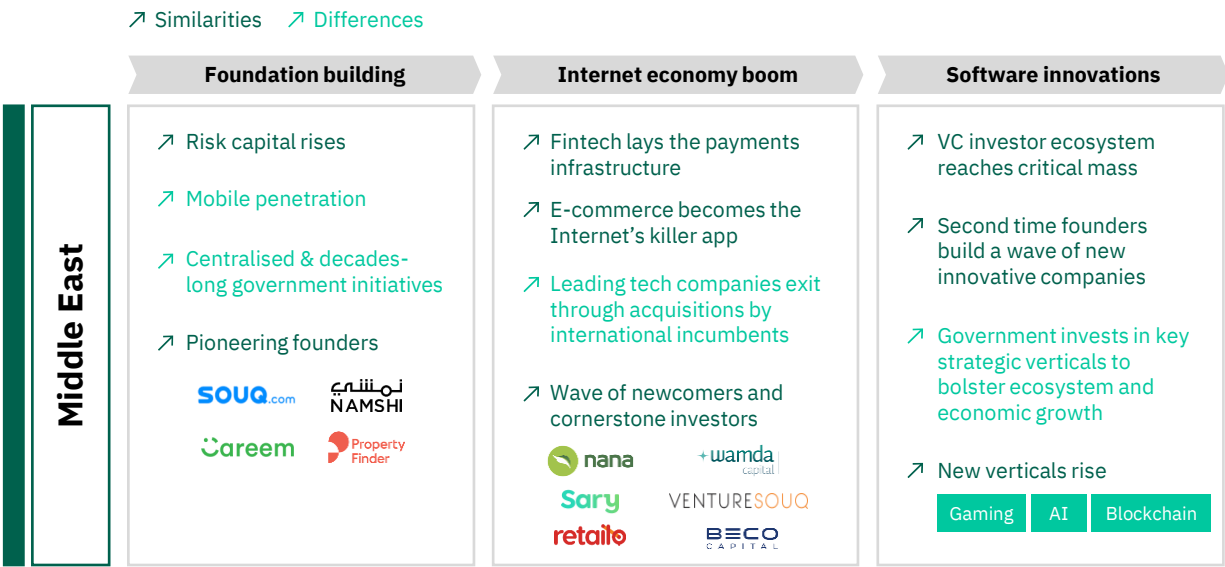 Similarities
Differences
Foundation building
Internet economy boom
Software innovations
Middle East
Risk capital rises
Mobile penetration
Centralised & decades-
long government initiatives
Pioneering founders
SOUQ.com
نمشي
NAMSHI
Careem
Property
Finder
Fintech lays the payments
infrastructure
E-commerce becomes the
Internet's killer app
Leading tech companies exit
through acquisitions by
international incumbents
Wave of newcomers and
cornerstone investors
nana
wamda
capital
Sary
VENTURESOUQ
retailo
BECO
CAPITAL
VC investor ecosystem
reaches critical mass
Second time founders
build a wave of new
innovative companies
Government invests in key
strategic verticals to
bolster ecosystem and
economic growth
New verticals rise
Gaming
AI
Blockchain